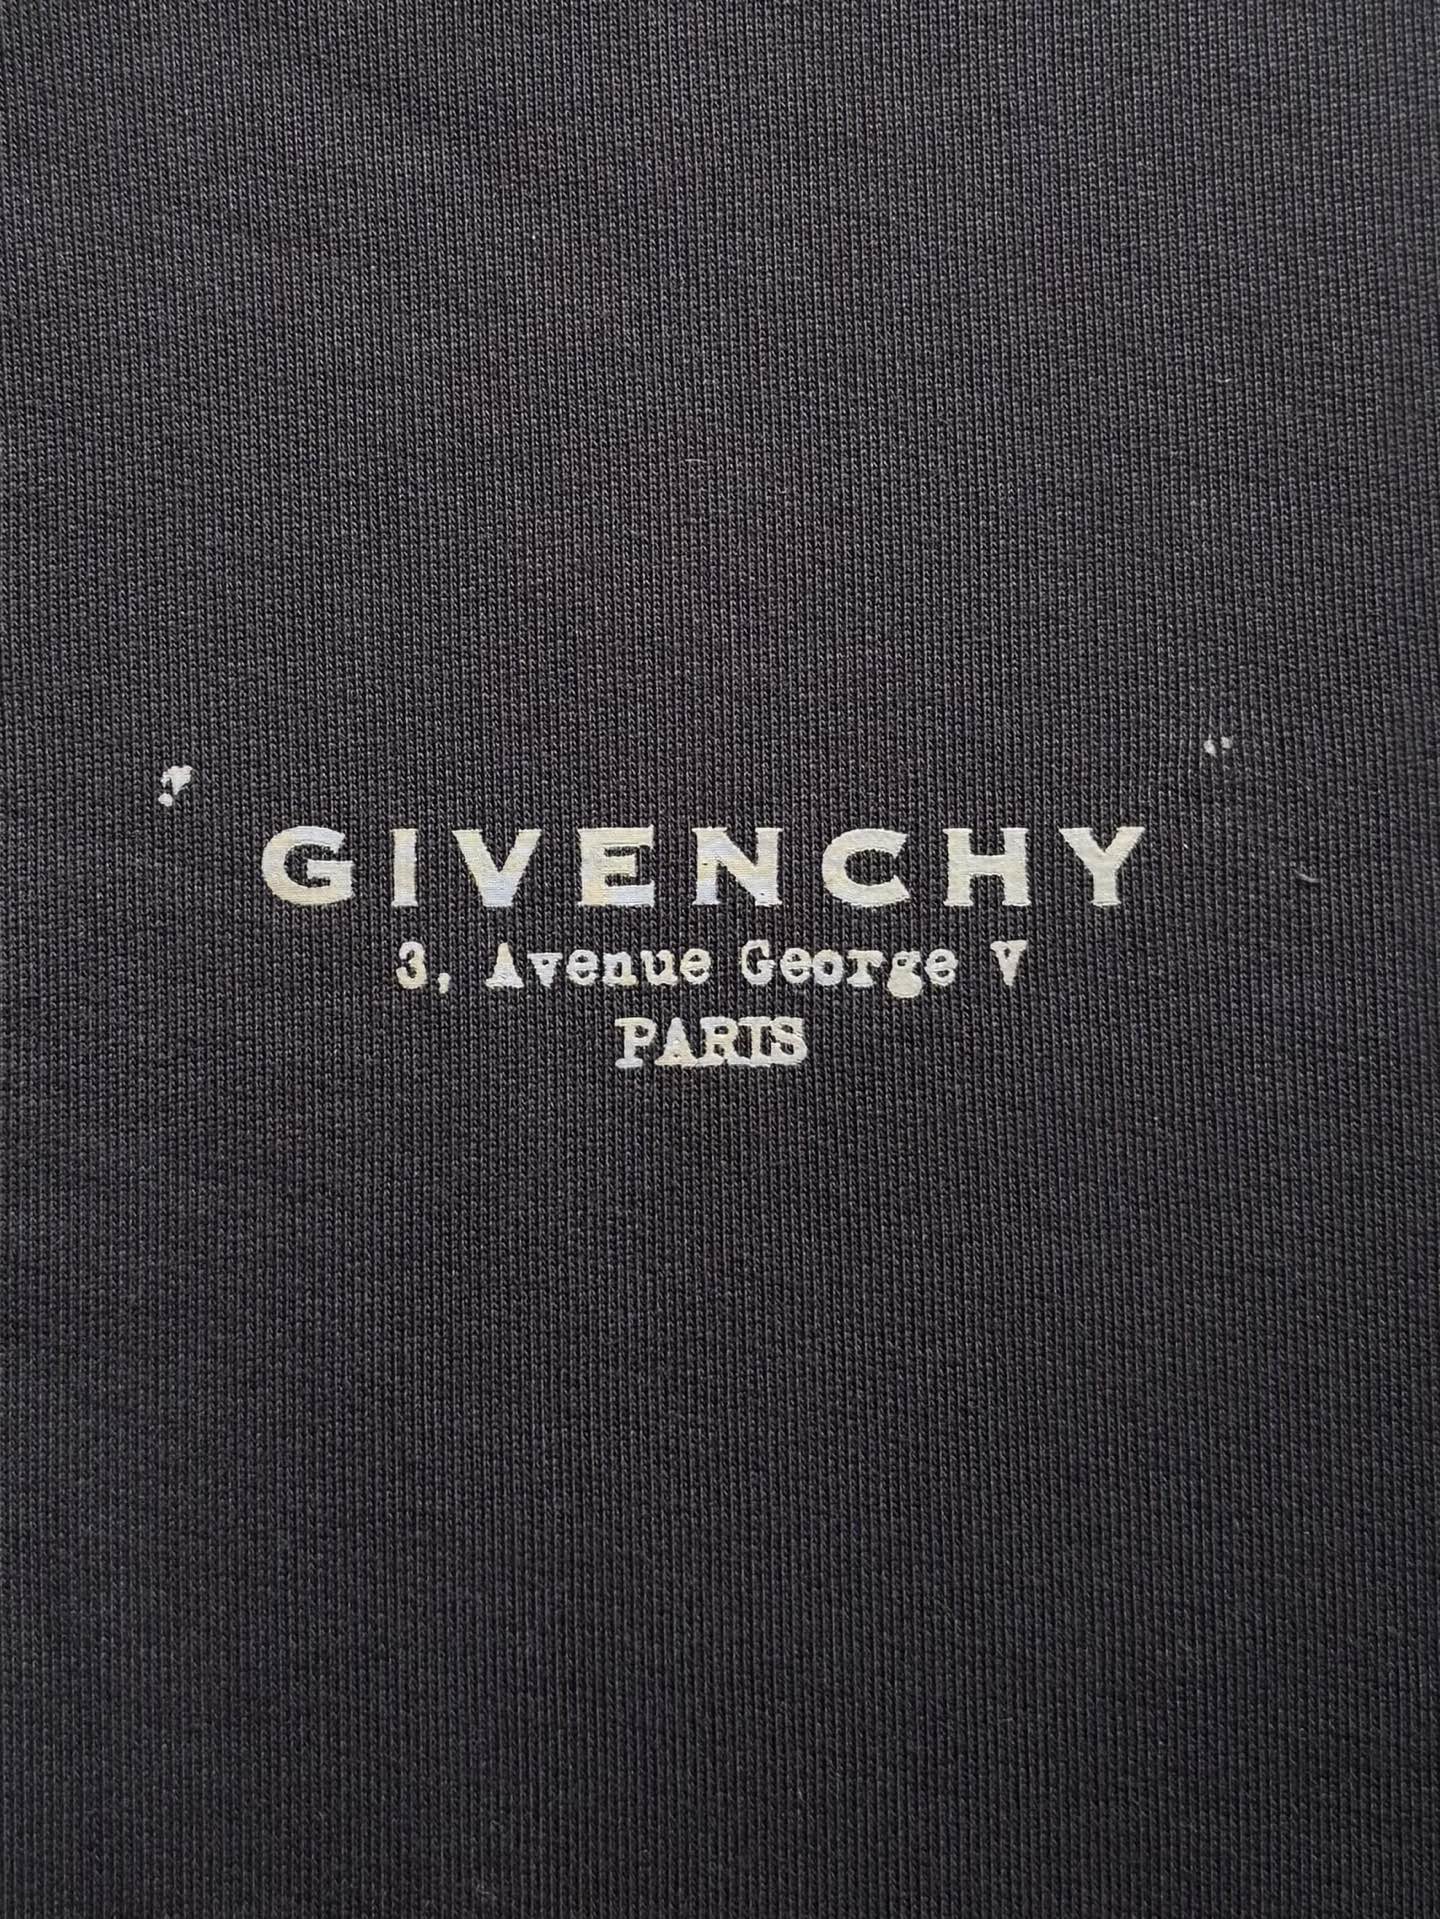 GIVENCHY
3, Avenue George V
PARIS